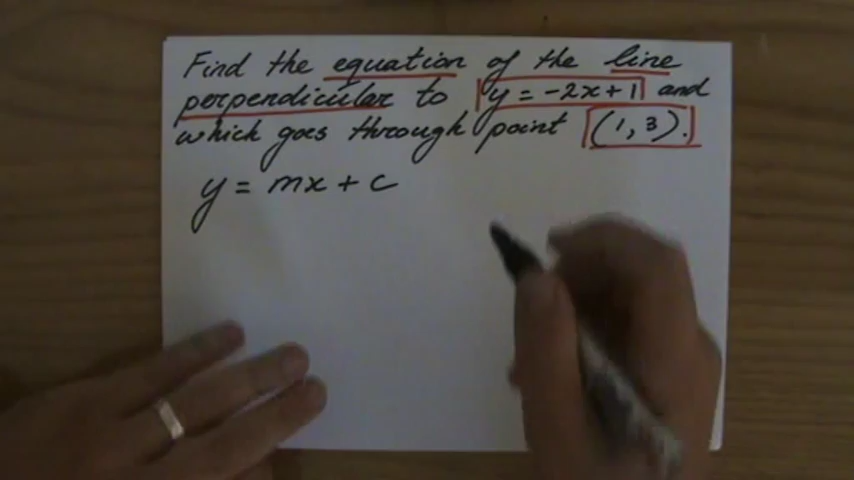 Find the equation of the line
perpendicular to y = -2x + 1 and
which goes through point (1, 3).
y = mx + c